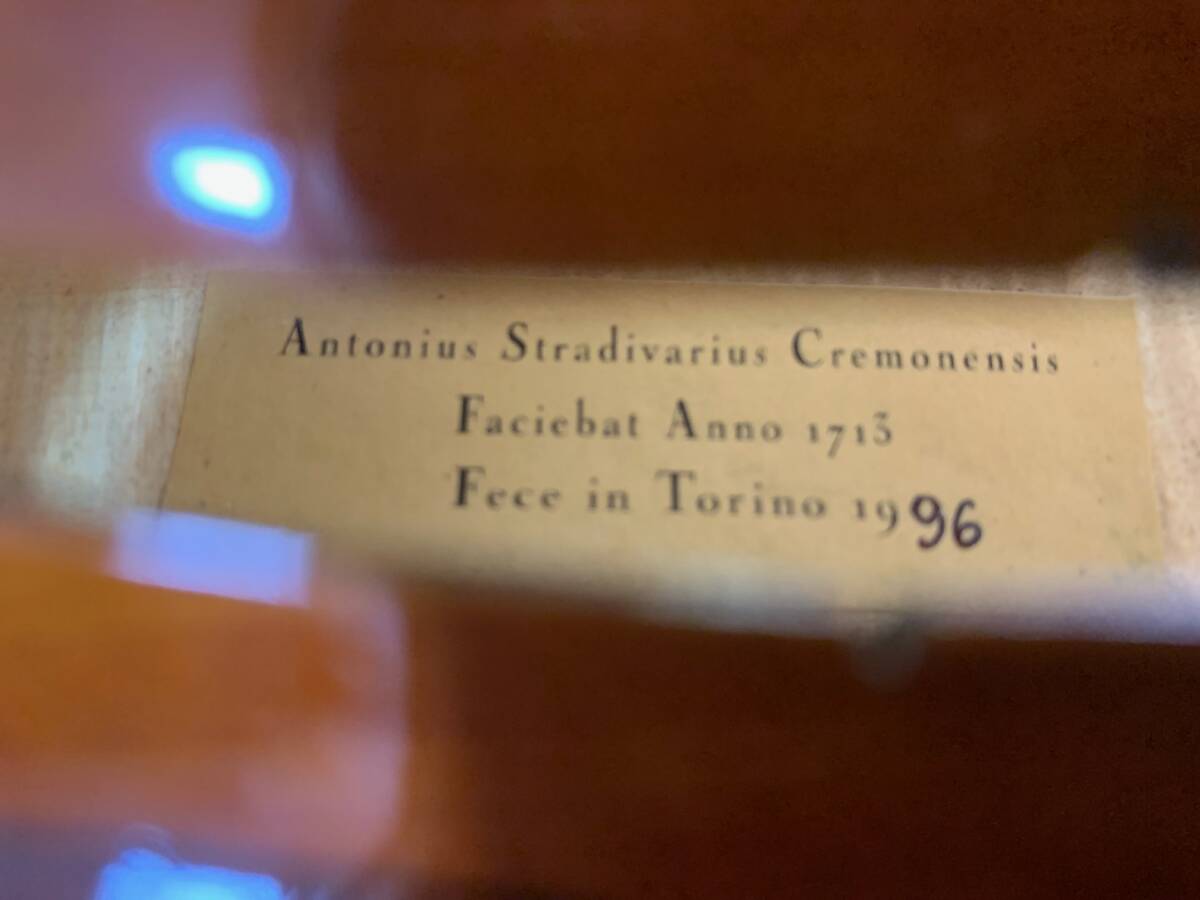 Antonius Stradivarius Cremonensis
Faciebat Anno 1713
Fece in Torino 1996